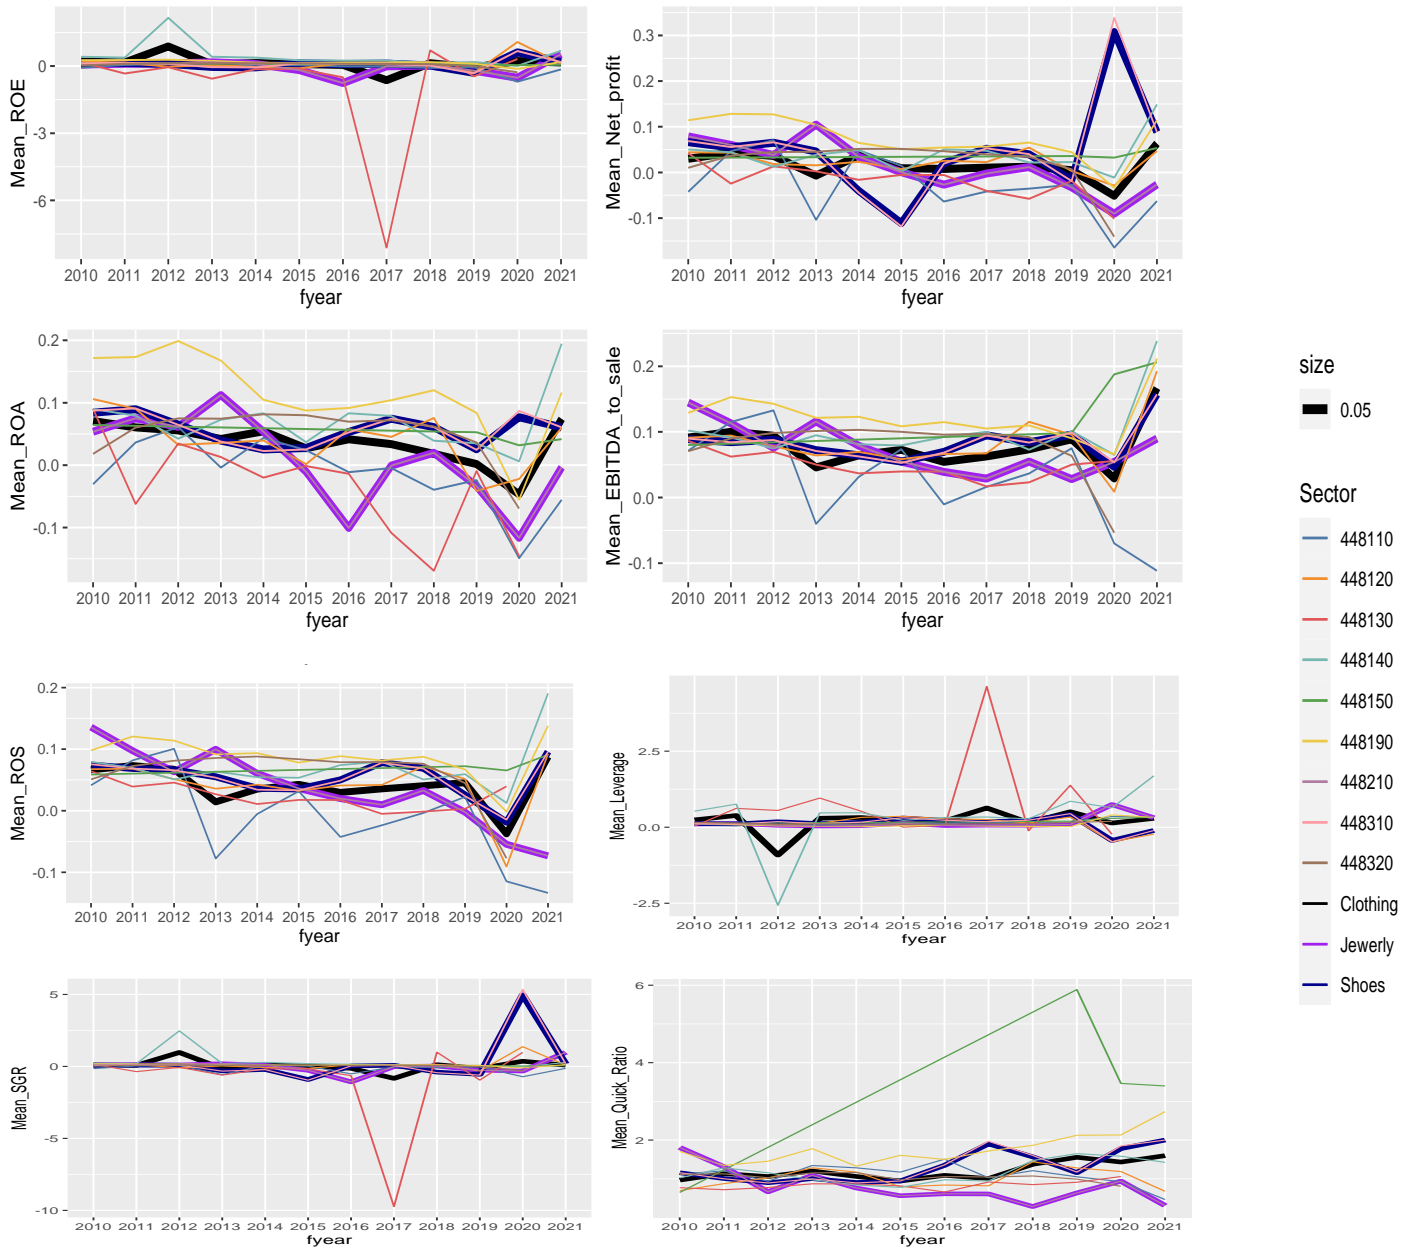 Mean_ROE
0
-3
-6
2010 2011 2012 2013 2014 2015 2016 2017 2018 2019 2020 2021
fyear
Mean_Net_profit
0.3
0.2
0.1
0.0
-0.1
2010 2011 2012 2013 2014 2015 2016 2017 2018 2019 2020 2021
fyear
Mean_ROA
0.2
0.1
0.0
-0.1
2010 2011 2012 2013 2014 2015 2016 2017 2018 2019 2020 2021
fyear
Mean_EBITDA_to_sale
0.2
0.1
0.0
-0.1
2010 2011 2012 2013 2014 2015 2016 2017 2018 2019 2020 2021
fyear
Mean_ROS
0.2
0.1
0.0
-0.1
2010 2011 2012 2013 2014 2015 2016 2017 2018 2019 2020 2021
fyear
Mean_Leverage
2.5
0.0
-2.5
2010 2011 2012 2013 2014 2015 2016 2017 2018 2019 2020 2021
fyear
Mean_SGR
5
0
-5
-10
2010 2011 2012 2013 2014 2015 2016 2017 2018 2019 2020 2021
fyear
Mean_Quick_Ratio
6
4
2
2010 2011 2012 2013 2014 2015 2016 2017 2018 2019 2020 2021
fyear
size
0.05
Sector
448110
448120
448130
448140
448150
448190
448210
448310
448320
Clothing
Jewerly
Shoes